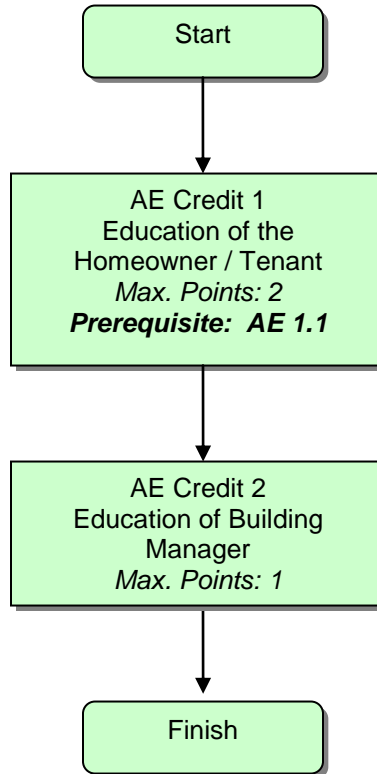 Start
AE Credit 1
Education of the
Homeowner / Tenant
Max. Points: 2
Prerequisite: AE 1.1
AE Credit 2
Education of Building
Manager
Max. Points: 1
Finish